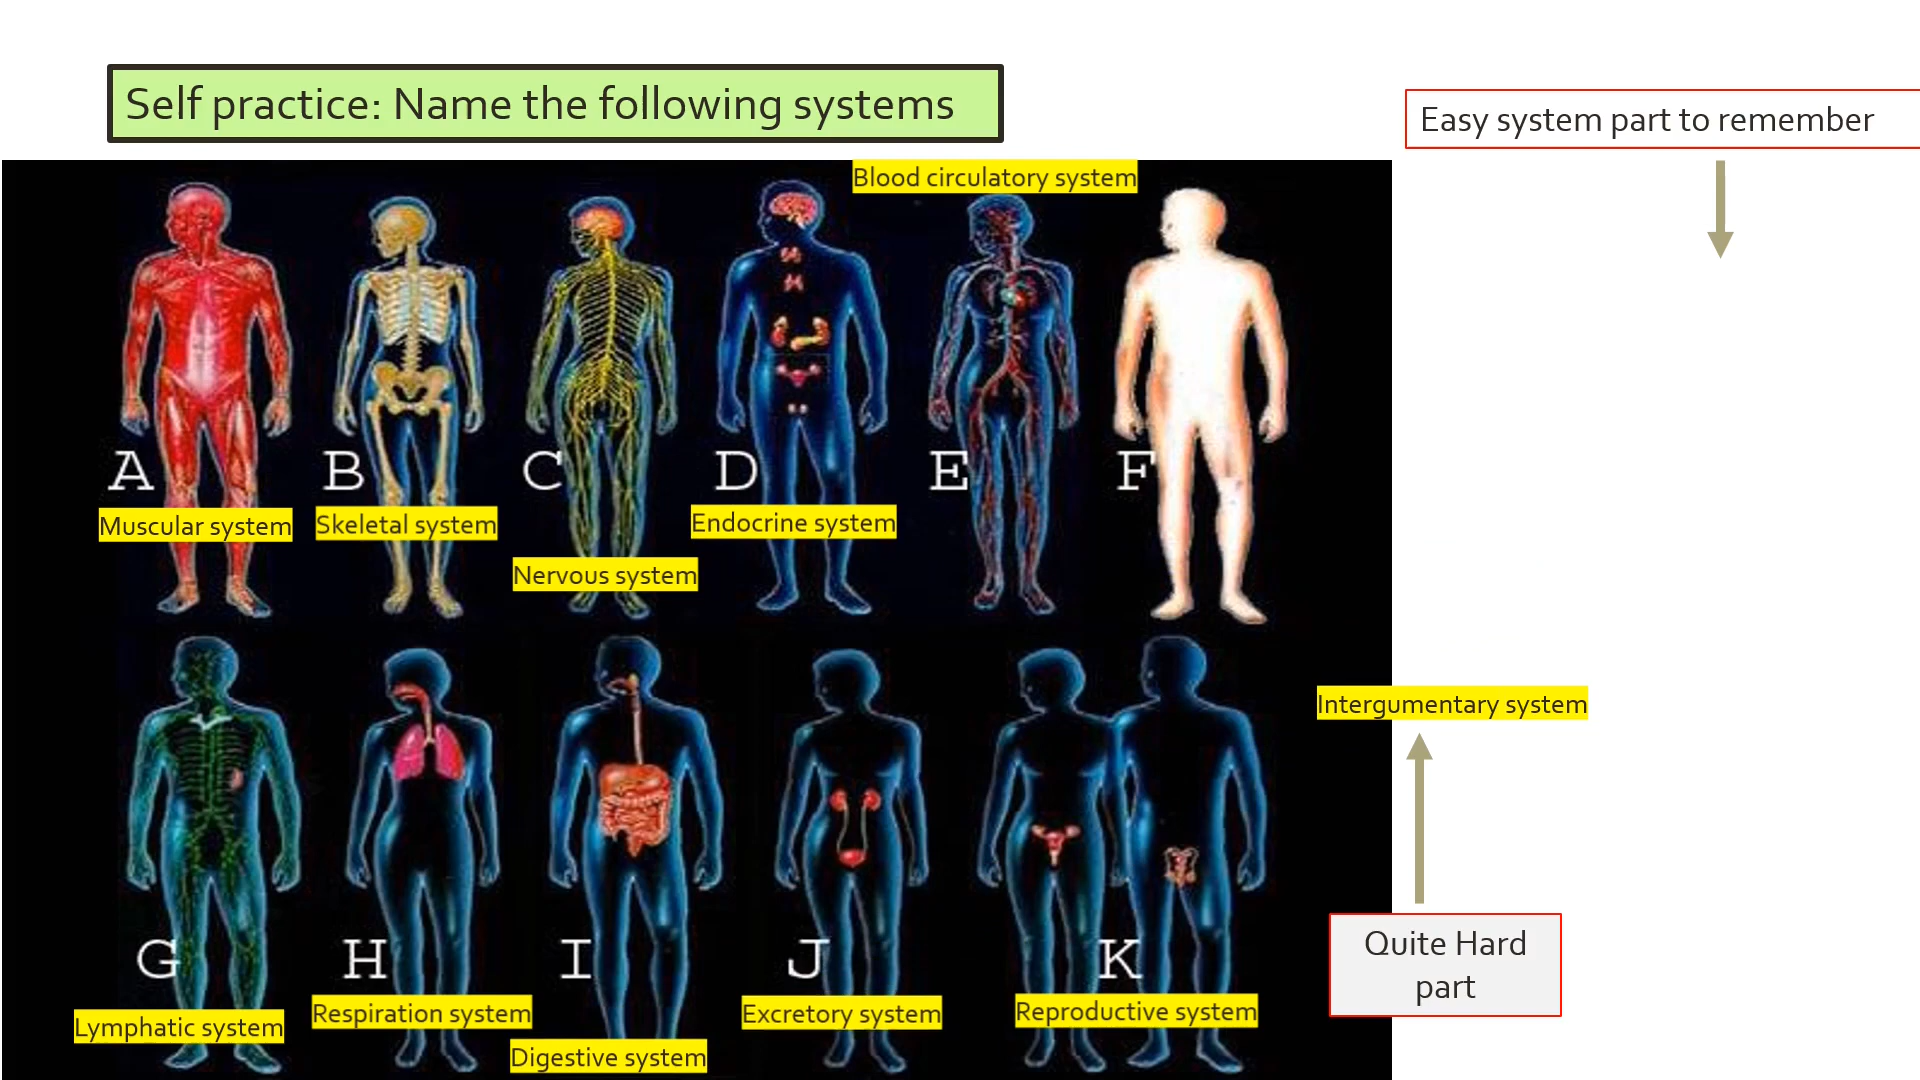 Self practice: Name the following systems
Easy system part to remember
Blood circulatory system
A
B
C
D
E
F
Muscular system
Skeletal system
Endocrine system
Nervous system
Intergumentary system
G
H
I
J
K
Quite Hard
part
Lymphatic system
Respiration system
Excretory system
Reproductive system
Digestive system